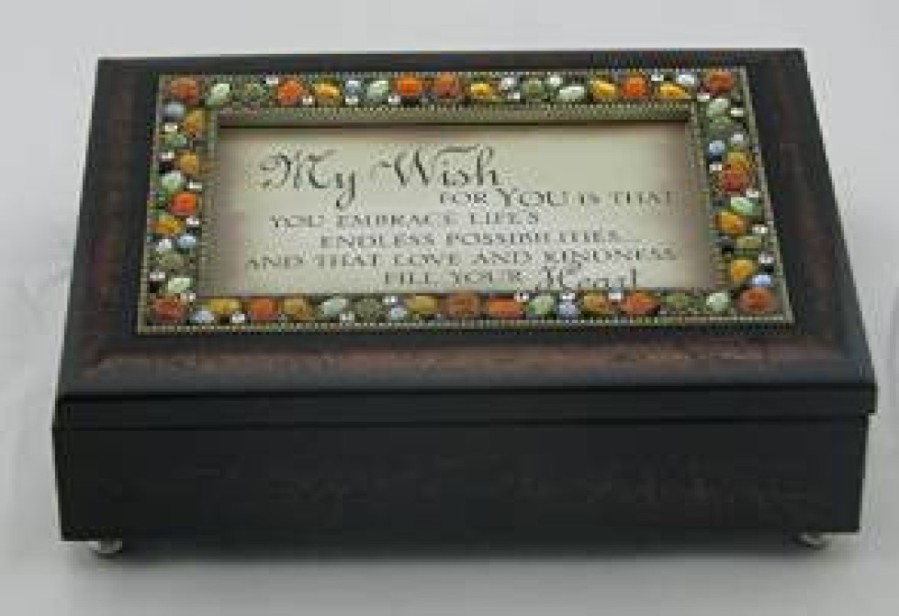 My Wish
FOR YOU IS THAT
YOU EMBRACE LIFE'S
ENDLESS POSSIBILITIES...
AND THAT LOVE AND KINDNESS
FILL YOUR Heart